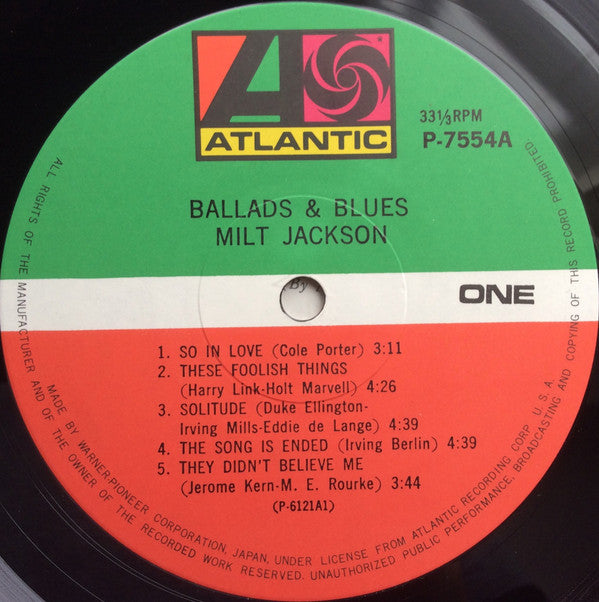 ATLANTIC
33⅓RPM
P-7554A
BALLADS & BLUES
MILT JACKSON
By
ONE
1. SO IN LOVE (Cole Porter) 3:11
2. THESE FOOLISH THINGS
(Harry Link-Holt Marvell) 4:26
3. SOLITUDE (Duke Ellington-
Irving Mills-Eddie de Lange) 4:39
4. THE SONG IS ENDED (Irving Berlin) 4:39
5. THEY DIDN'T BELIEVE ME
(Jerome Kern-M. E. Rourke) 3:44
(P-6121A1)
MADE BY WARNER-PIONEER CORPORATION, JAPAN, UNDER LICENSE FROM ATLANTIC RECORDING CORP. U. S. A.
ALL RIGHTS OF THE MANUFACTURER AND OF THE OWNER OF THE RECORDED WORK RESERVED. UNAUTHORIZED PUBLIC PERFORMANCE, BROADCASTING AND COPYING OF THIS RECORD PROHIBITED.